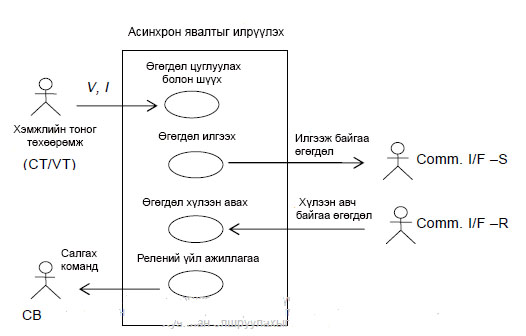 Асинхрон явалтыг илрүүлэх
Өгөгдөл цуглуулах
болон шүүх
V, I
Хэмжлийн тоног
төхөөрөмж
(CT/VT)
Өгөгдөл илгээх
Илгээж байгаа
өгөгдөл
Comm. I/F –S
Өгөгдөл хүлээн авах
Хүлээн авч
байгаа өгөгдөл
Comm. I/F –R
Салгах
команд
Релений үйл ажиллагаа
CB